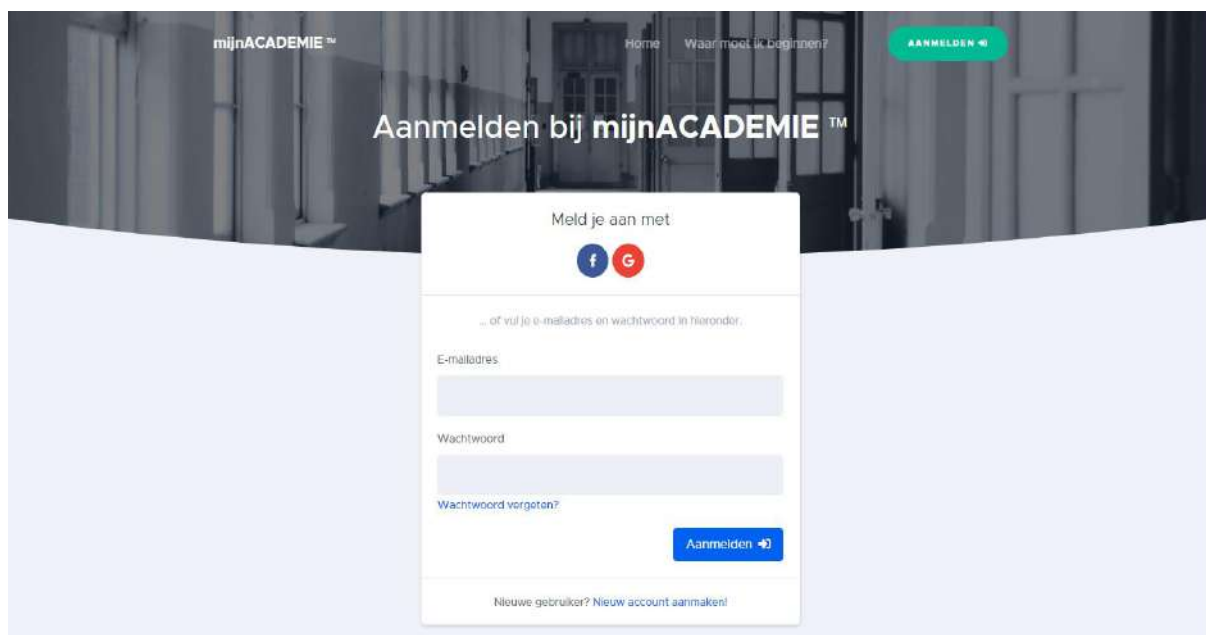 mijnACADEMIE ™ Home Waar moet ik beginnen? AANMELDEN
Aanmelden bij mijnACADEMIE ™
Meld je aan met
f G
... of vul je e-mailadres en wachtwoord in hieronder.
E-mailadres
Wachtwoord
Wachtwoord vergeten?
Aanmelden
Nieuwe gebruiker? Nieuw account aanmaken!